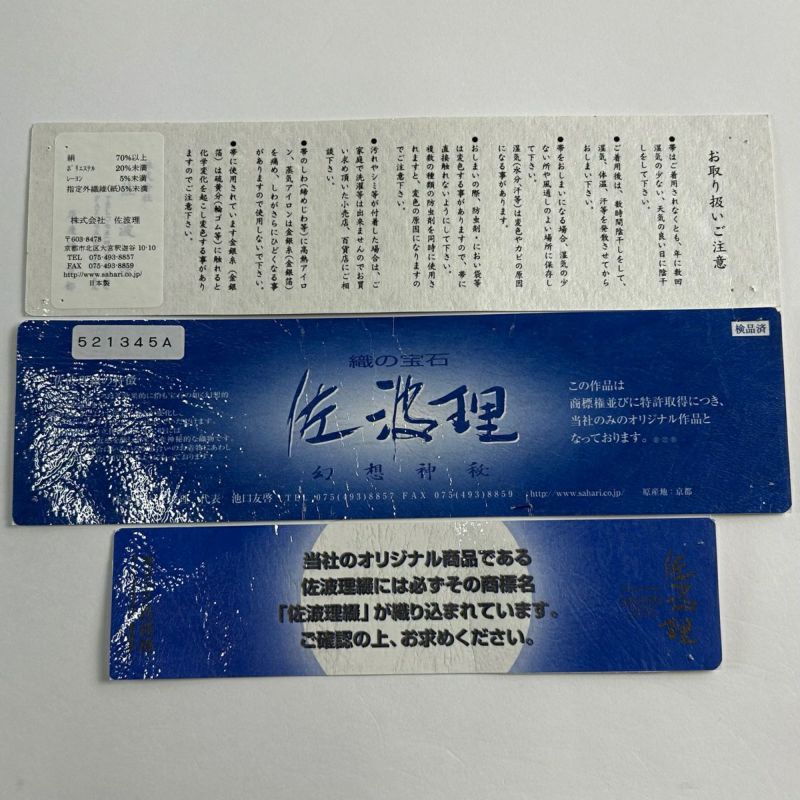 お取り扱いご注意
●帯はご着用されなくとも、年に数回
湿気の少ない、天気の良い日に陰干
しをして下さい。
●ご着用後は、数時間陰干しをして、
湿気、体温、汗等を発散させてから
おしまい下さい。
●帯をおしまいになる場合、湿気の少
ない所や風通しのよい場所に保存し
て下さい。
湿気(水分、汗等)は変色やカビの原因
になる事があります。
●おしまいの際、防虫剤・におい袋等
は変色する事がありますので、帯に
直接触れないようにして下さい。
複数の種類の防虫剤を同時に使用さ
れますと、変色の原因になりますの
でご注意下さい。
●汚れやシミ等が付着した場合は、ご
家庭で洗濯等は出来ませんのでお買
い求め頂いた小売店、百貨店にご相
談下さい。
●帯のしわ(締めじわ等)に高熱アイロ
ン、蒸気アイロンは金銀糸(金銀箔)
を痛め、しわがさらにひどくなる事
がありますので使用しないで下さい。
●帯に使用されています金銀糸(金銀
箔)は硫黄分(輪ゴム等)に触れると
化学変化を起こし変色する事があり
ますのでご注意下さい。
絹 70%以上
ポリエステル 20%未満
レーヨン 5%未満
指定外繊維(紙)5%未満
株式会社 佐波理
〒603-8478
京都市北区大宮釈迦谷 10-10
TEL 075-493-8857
FAX 075-493-8859
http://www.sahari.co.jp/
日本製
521345A
検品済
織の宝石
佐波理
幻想神秘
この作品は
商標権並びに特許取得につき、
当社のみのオリジナル作品と
なっております。
代表 池口友啓 TEL 075(493)8857 FAX 075(493)8859 http://www.sahari.co.jp/ 原産地:京都
当社のオリジナル商品である
佐波理綴には必ずその商標名
「佐波理綴」が織り込まれています。
ご確認の上、お求めください。